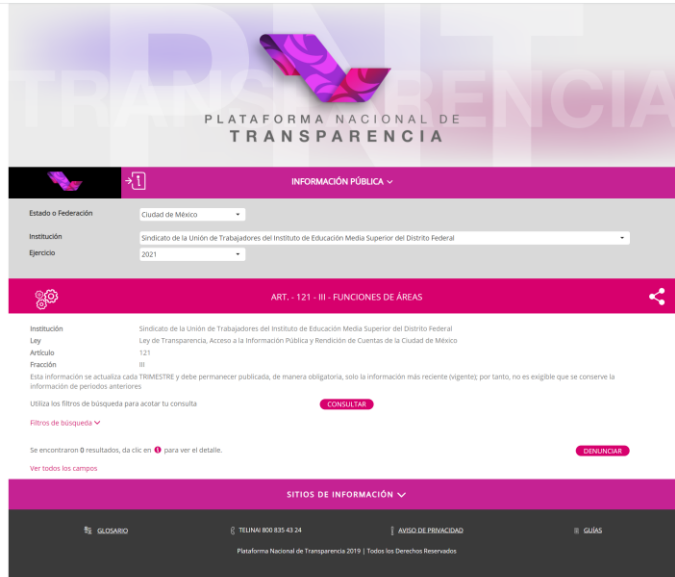 PNT
TRANSPARENCIA
PLATAFORMA NACIONAL DE
TRANSPARENCIA
INFORMACIÓN PÚBLICA
Estado o Federación
Ciudad de México
Institución
Sindicato de la Unión de Trabajadores del Instituto de Educación Media Superior del Distrito Federal
Ejercicio
2021
ART. - 121 - III - FUNCIONES DE ÁREAS
Institución Sindicato de la Unión de Trabajadores del Instituto de Educación Media Superior del Distrito Federal
Ley Ley de Transparencia, Acceso a la Información Pública y Rendición de Cuentas de la Ciudad de México
Artículo 121
Fracción III
Esta información se actualiza cada TRIMESTRE y debe permanecer publicada, de manera obligatoria, solo la información más reciente (vigente); por tanto, no es exigible que se conserve la
información de periodos anteriores
Utiliza los filtros de búsqueda para acotar tu consulta
CONSULTAR
Filtros de búsqueda
Se encontraron 0 resultados, da clic en i para ver el detalle.
DENUNCIAR
Ver todos los campos
SITIOS DE INFORMACIÓN
GLOSARIO
TELINAI 800 835 43 24
AVISO DE PRIVACIDAD
GUÍAS
Plataforma Nacional de Transparencia 2019 | Todos los Derechos Reservados